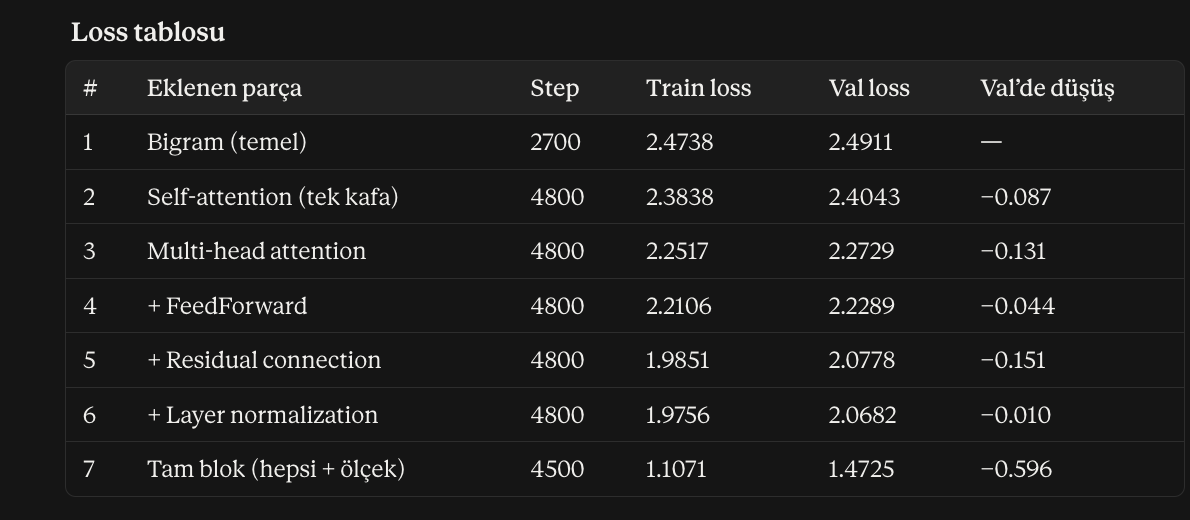 Loss tablosu
# Eklenen parça Step Train loss Val loss Val’de düşüş
1 Bigram (temel) 2700 2.4738 2.4911 —
2 Self-attention (tek kafa) 4800 2.3838 2.4043 −0.087
3 Multi-head attention 4800 2.2517 2.2729 −0.131
4 + FeedForward 4800 2.2106 2.2289 −0.044
5 + Residual connection 4800 1.9851 2.0778 −0.151
6 + Layer normalization 4800 1.9756 2.0682 −0.010
7 Tam blok (hepsi + ölçek) 4500 1.1071 1.4725 −0.596